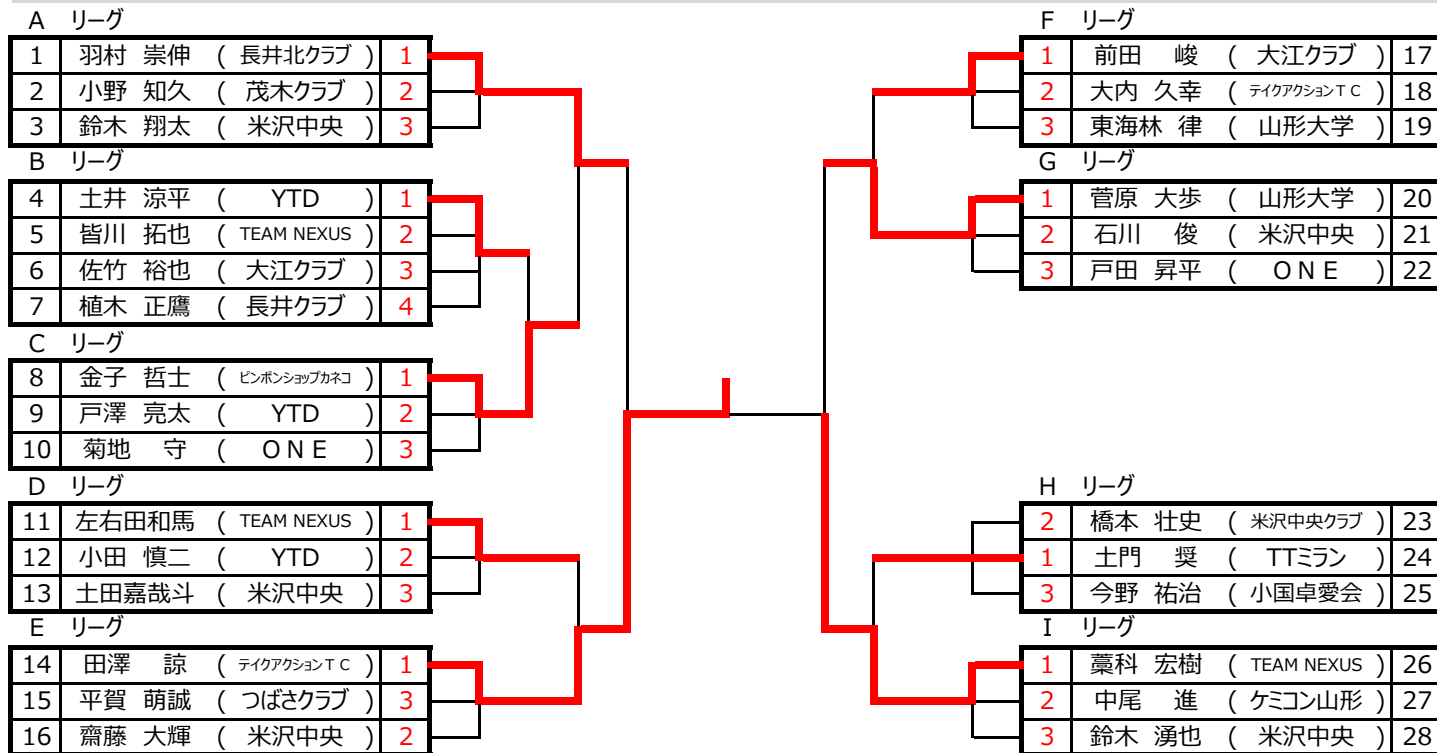 A リーグ
1 羽村 崇伸 ( 長井北クラブ ) 1
2 小野 知久 ( 茂木クラブ ) 2
3 鈴木 翔太 ( 米沢中央 ) 3
B リーグ
4 土井 涼平 ( YTD ) 1
5 皆川 拓也 ( TEAM NEXUS ) 2
6 佐竹 裕也 ( 大江クラブ ) 3
7 植木 正鷹 ( 長井クラブ ) 4
C リーグ
8 金子 哲士 ( ピンポンショップカネコ ) 1
9 戸澤 亮太 ( YTD ) 2
10 菊地 守 ( ＯＮＥ ) 3
D リーグ
11 左右田和馬 ( TEAM NEXUS ) 1
12 小田 慎二 ( YTD ) 2
13 土田嘉哉斗 ( 米沢中央 ) 3
E リーグ
14 田澤 諒 ( テイクアクションＴＣ ) 1
15 平賀 萌誠 ( つばさクラブ ) 3
16 齋藤 大輝 ( 米沢中央 ) 2
F リーグ
1 前田 峻 ( 大江クラブ ) 17
2 大内 久幸 ( テイクアクションＴＣ ) 18
3 東海林 律 ( 山形大学 ) 19
G リーグ
1 菅原 大歩 ( 山形大学 ) 20
2 石川 俊 ( 米沢中央 ) 21
3 戸田 昇平 ( ＯＮＥ ) 22
H リーグ
2 橋本 壮史 ( 米沢中央クラブ ) 23
1 土門 奨 ( TTミラン ) 24
3 今野 祐治 ( 小国卓愛会 ) 25
I リーグ
1 藁科 宏樹 ( TEAM NEXUS ) 26
2 中尾 進 ( ケミコン山形 ) 27
3 鈴木 湧也 ( 米沢中央 ) 28